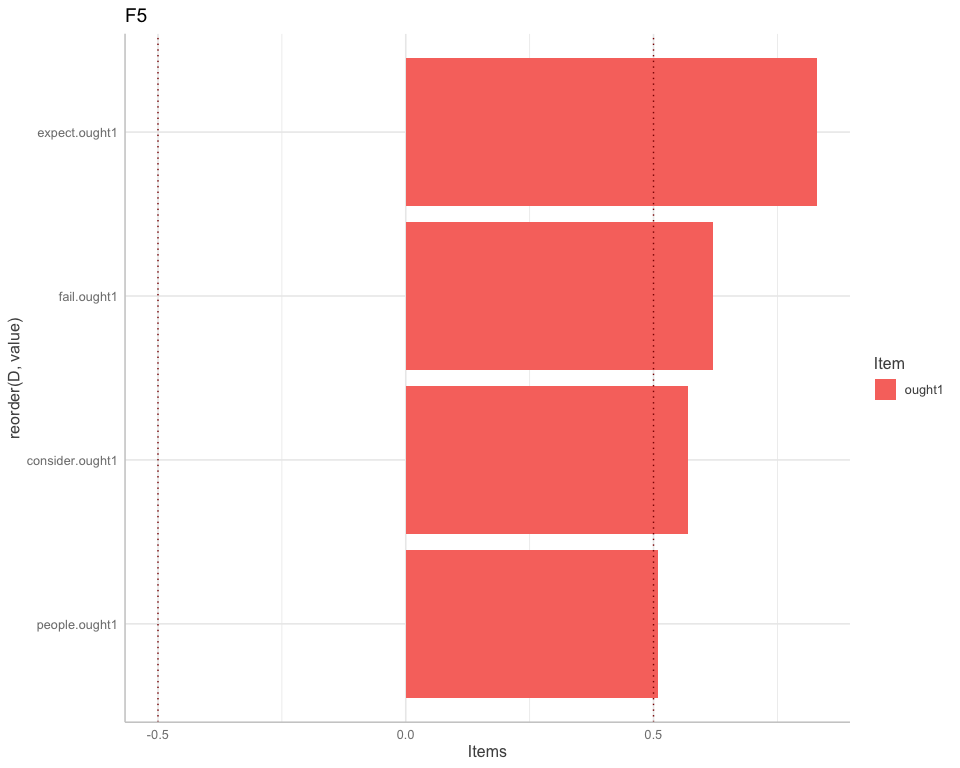 F5
expect.ought1
fail.ought1
consider.ought1
people.ought1
reorder(D, value)
-0.5
0.0
0.5
Items
Item
ought1